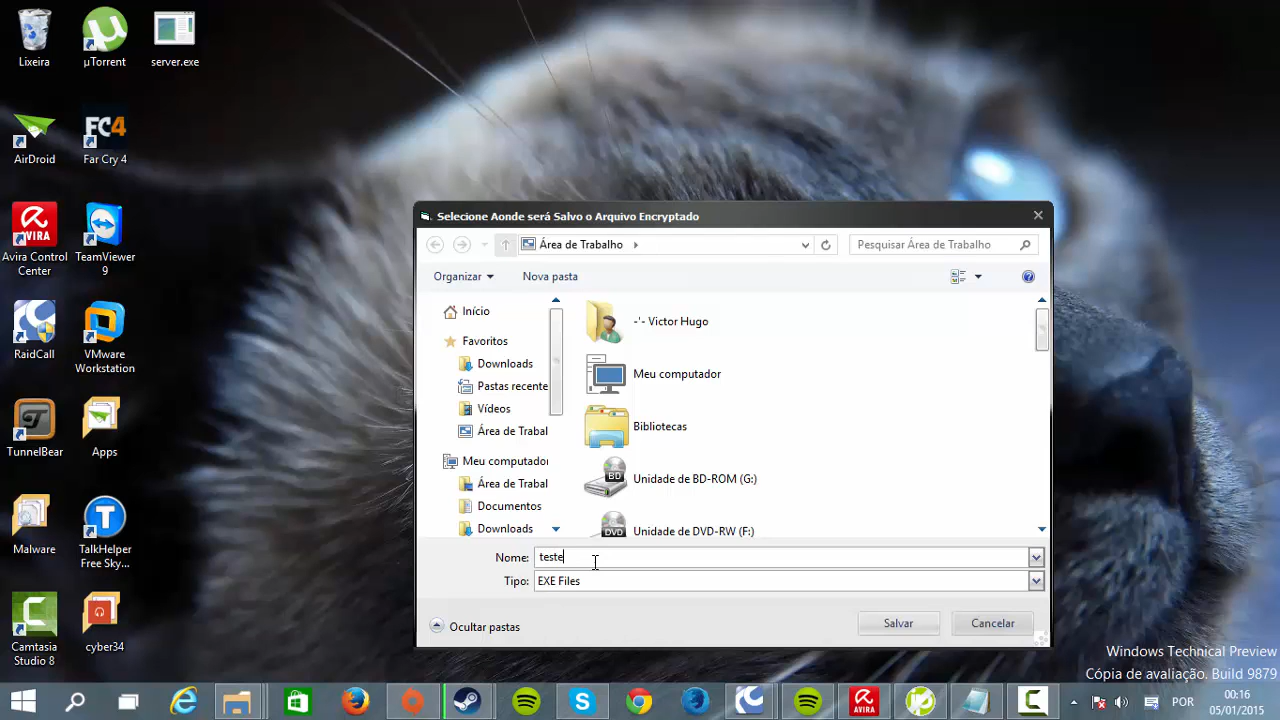 Lixeira
µTorrent
server.exe
AirDroid
Far Cry 4
Avira Control
Center
TeamViewer
9
RaidCall
VMware
Workstation
TunnelBear
Apps
Malware
TalkHelper
Free Sky...
Camtasia
Studio 8
cyber34
Selecione Aonde será Salvo o Arquivo Encryptado
Área de Trabalho
Pesquisar Área de Trabalho
Organizar
Nova pasta
Início
Favoritos
Downloads
Pastas recente
Vídeos
Área de Trabal
Meu computador
Área de Trabal
Documentos
Downloads
-'- Victor Hugo
Meu computador
Bibliotecas
BD
Unidade de BD-ROM (G:)
DVD
Unidade de DVD-RW (F:)
Nome: teste
Tipo: EXE Files
Ocultar pastas
Salvar
Cancelar
Windows Technical Preview
Cópia de avaliação. Build 9879
AVIRA
POR
00:16
05/01/2015